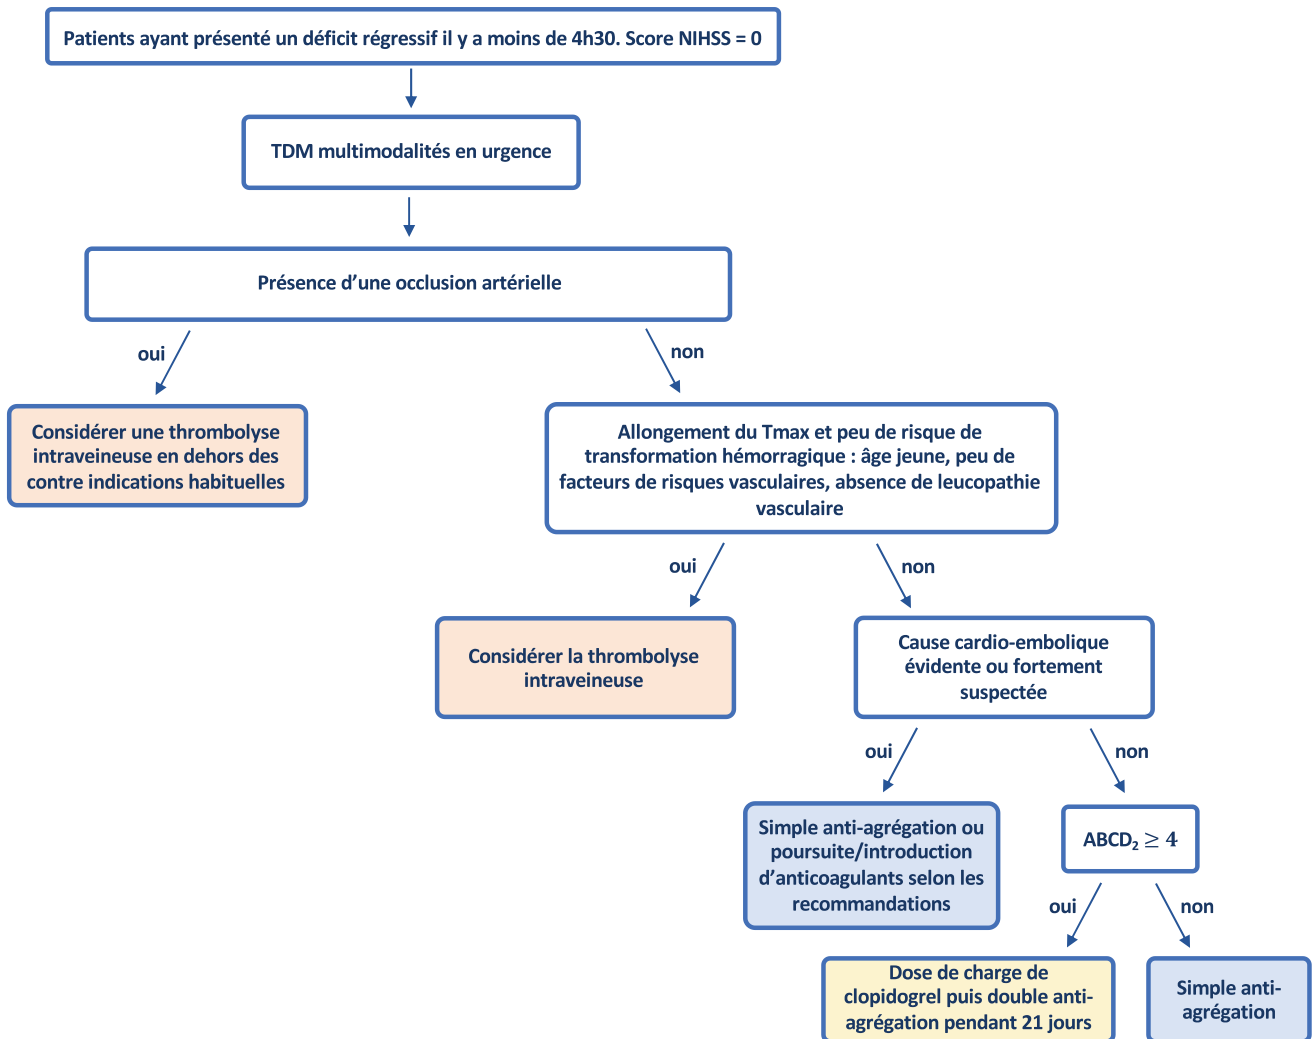 Patients ayant présenté un déficit régressif il y a moins de 4h30. Score NIHSS = 0
TDM multimodalités en urgence
Présence d’une occlusion artérielle
oui
non
Considérer une thrombolyse
intraveineuse en dehors des
contre indications habituelles
Allongement du Tmax et peu de risque de
transformation hémorragique : âge jeune, peu de
facteurs de risques vasculaires, absence de leucopathie
vasculaire
oui
non
Considérer la thrombolyse
intraveineuse
Cause cardio-embolique
évidente ou fortement
suspectée
oui
non
Simple anti-agrégation ou
poursuite/introduction
d’anticoagulants selon les
recommandations
ABCD₂ ≥ 4
oui
non
Dose de charge de
clopidogrel puis double anti-
agrégation pendant 21 jours
Simple anti-
agrégation